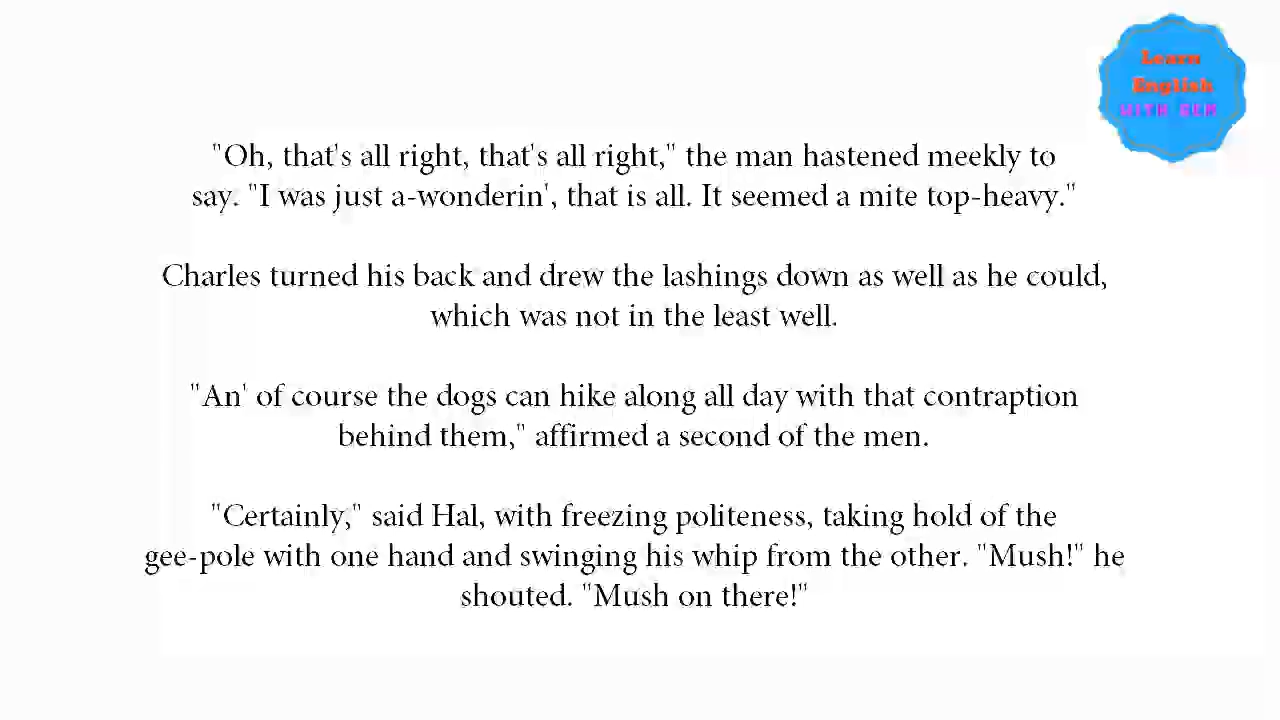 Learn
English
WITH GEM
"Oh, that's all right, that's all right," the man hastened meekly to
say. "I was just a-wonderin', that is all. It seemed a mite top-heavy."
Charles turned his back and drew the lashings down as well as he could,
which was not in the least well.
"An' of course the dogs can hike along all day with that contraption
behind them," affirmed a second of the men.
"Certainly," said Hal, with freezing politeness, taking hold of the
gee-pole with one hand and swinging his whip from the other. "Mush!" he
shouted. "Mush on there!"